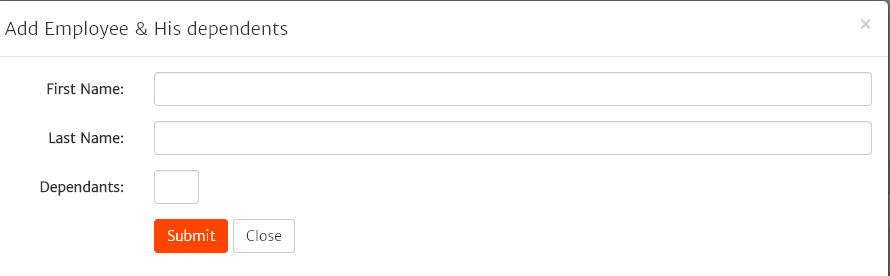 Add Employee & His dependents ×
First Name:
Last Name:
Dependants:
Submit Close